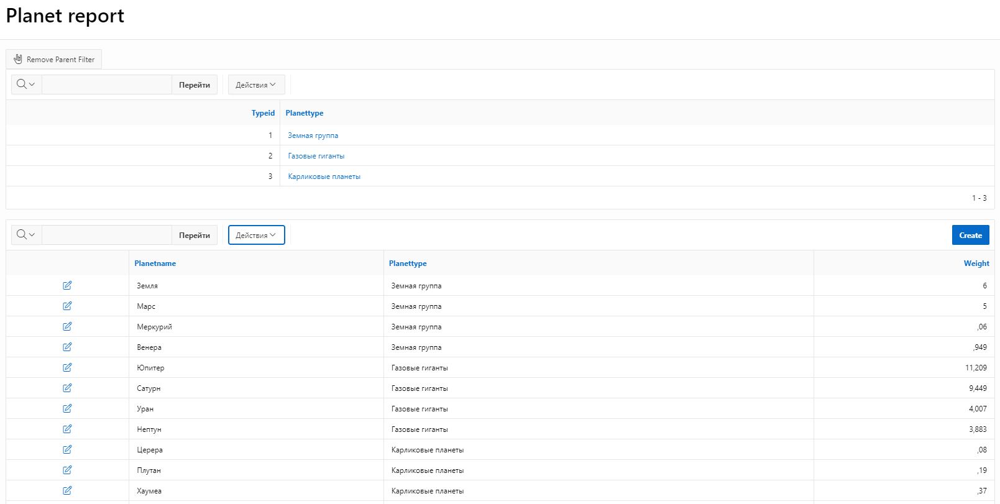 Planet report
Remove Parent Filter
Перейти Действия
Typeid Planettype
1 Земная группа
2 Газовые гиганты
3 Карликовые планеты
1 - 3
Перейти Действия Create
Planetname Planettype Weight
Земля Земная группа 6
Марс Земная группа 5
Меркурий Земная группа ,06
Венера Земная группа ,949
Юпитер Газовые гиганты 11,209
Сатурн Газовые гиганты 9,449
Уран Газовые гиганты 4,007
Нептун Газовые гиганты 3,883
Церера Карликовые планеты ,08
Плутан Карликовые планеты ,19
Хаумеа Карликовые планеты ,37